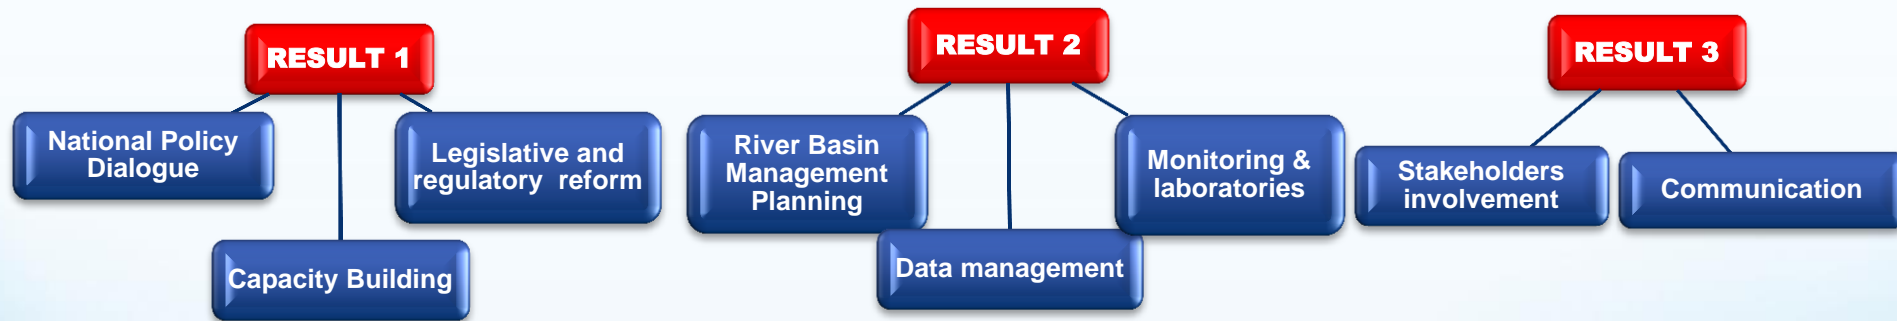 RESULT 1
National Policy
Dialogue
Capacity Building
Legislative and
regulatory reform
RESULT 2
River Basin
Management
Planning
Data management
Monitoring &
laboratories
RESULT 3
Stakeholders
involvement
Communication